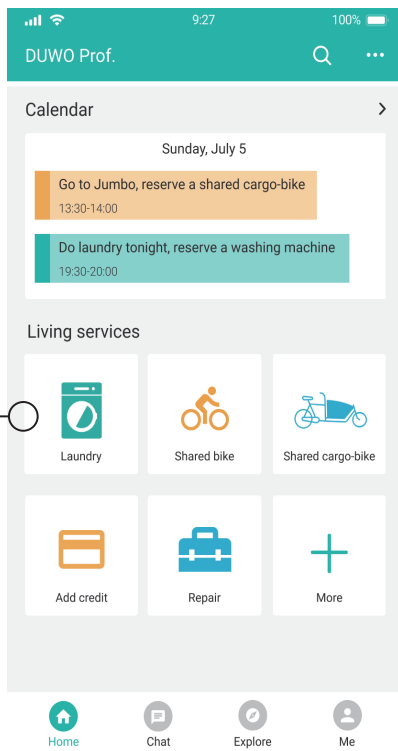 9:27 100%
DUWO Prof.
Calendar
Sunday, July 5
Go to Jumbo, reserve a shared cargo-bike
13:30-14:00
Do laundry tonight, reserve a washing machine
19:30-20:00
Living services
Laundry Shared bike Shared cargo-bike
Add credit Repair More
Home Chat Explore Me